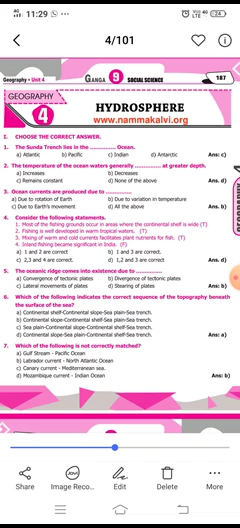 4G 11:29
4/101
Geography • Unit 4
GANGA 9 SOCIAL SCIENCE
187
GEOGRAPHY
4
HYDROSPHERE
www.nammakalvi.org
I. CHOOSE THE CORRECT ANSWER.
1. The Sunda Trench lies in the .............. Ocean.
a) Atlantic b) Pacific c) Indian d) Antarctic Ans: c)
2. The temperature of the ocean waters generally .............. at greater depth.
a) Increases b) Decreases
c) Remains constant d) None of the above Ans. d)
3. Ocean currents are produced due to ..............
a) Due to rotation of Earth b) Due to variation in temperature
c) Due to Earth's movement d) All the above Ans. b)
4. Consider the following statements.
1. Most of the fishing grounds occur in areas where the continental shelf is wide (T)
2. Fishing is well developed in warm tropical waters. (T)
3. Mixing of warm and cold currents facilitates plant nutrients for fish. (T)
4. Inland fishing became significant in India. (F)
a) 1 and 2 are correct b) 1 and 3 are correct.
c) 2,3 and 4 are correct. d) 1,2 and 3 are correct Ans: d)
5. The oceanic ridge comes into existence due to ..............
a) Convergence of tectonic plates b) Divergence of tectonic plates
c) Lateral movements of plates d) Stearing of plates Ans: b)
6. Which of the following indicates the correct sequence of the topography beneath
the surface of the sea?
a) Continental shelf-Continental slope-Sea plain-Sea trench.
b) Continental slope-Continental shelf-Sea plain-Sea trench.
c) Sea plain-Continental slope-Continental shelf-Sea trench.
d) Continental slope-Sea plain-Continental shelf-Sea trench. Ans: a)
7. Which of the following is not correctly matched?
a) Gulf Stream - Pacific Ocean
b) Labrador current - North Atlantic Ocean
c) Canary current - Mediterranean sea.
d) Mozambique current - Indian Ocean Ans: b)
Share Image Reco... Edit Delete More